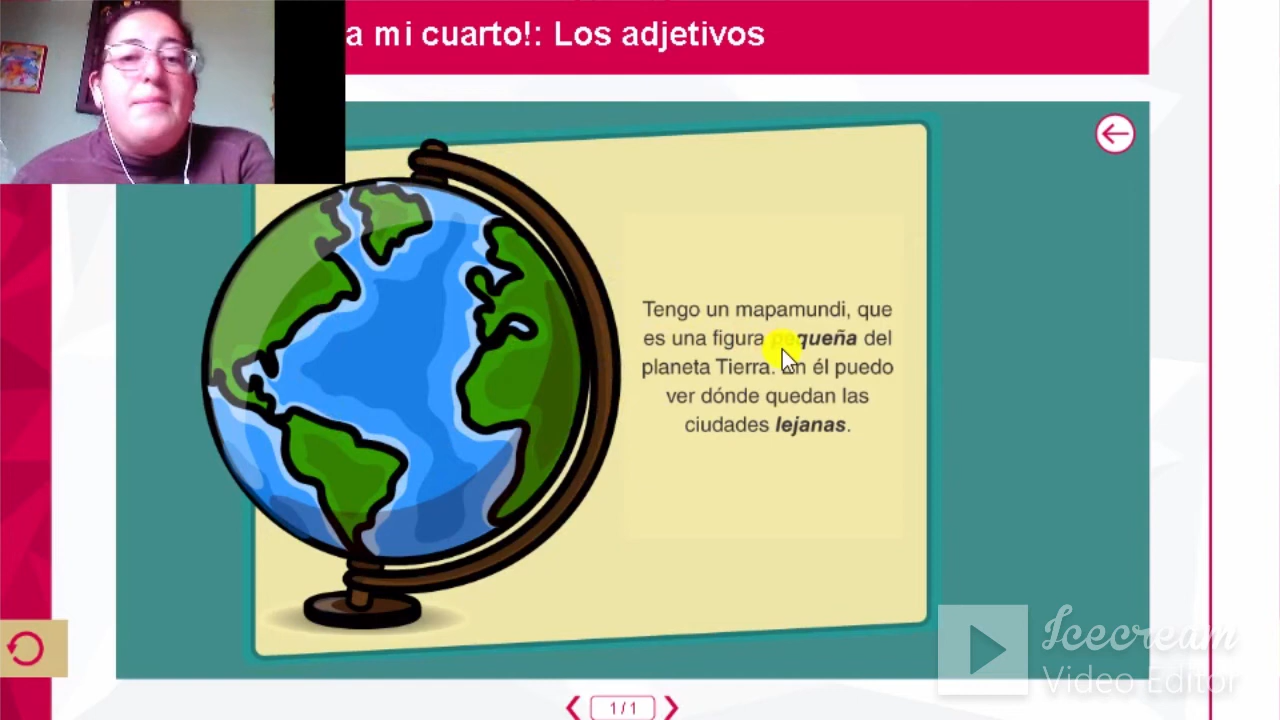 a mi cuarto!: Los adjetivos
Tengo un mapamundi, que
es una figura pequeña del
planeta Tierra. En él puedo
ver dónde quedan las
ciudades lejanas.
1/1
Icecream
Video Editor